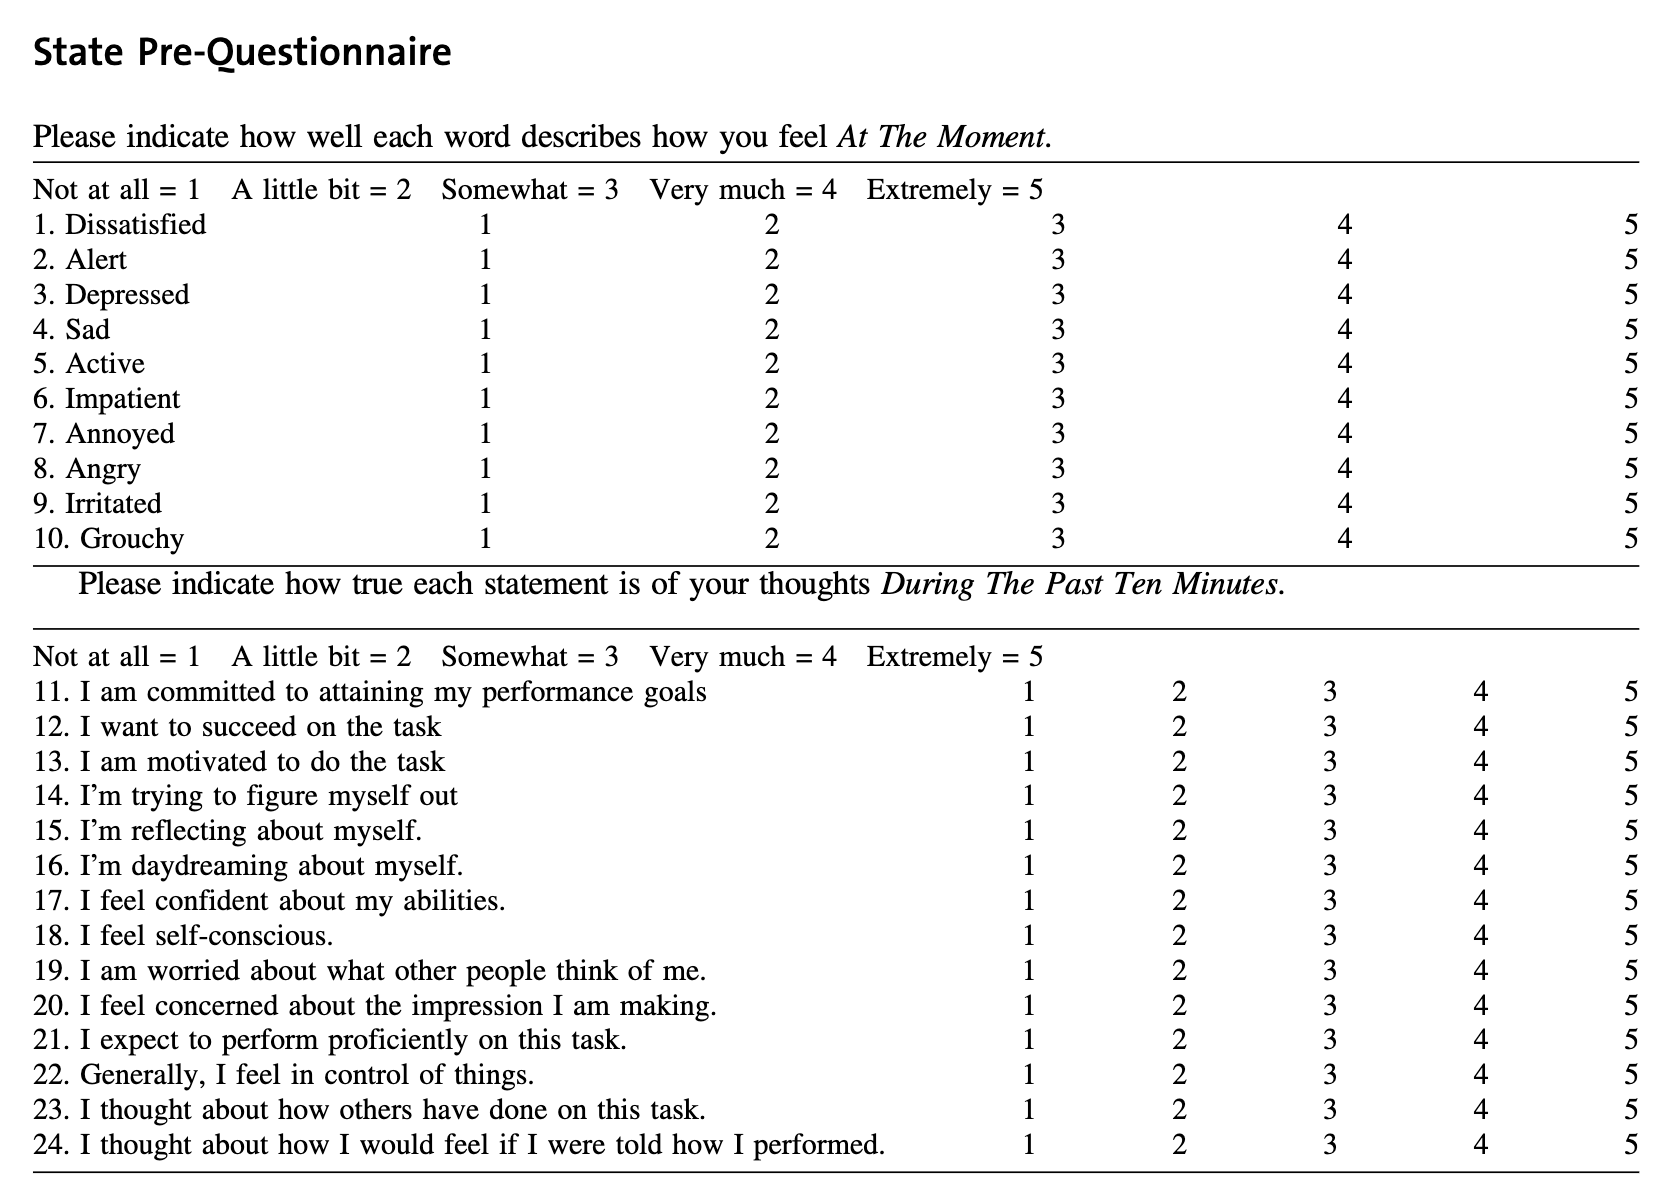 State Pre-Questionnaire
Please indicate how well each word describes how you feel At The Moment.
Not at all = 1 A little bit = 2 Somewhat = 3 Very much = 4 Extremely = 5
1. Dissatisfied 1 2 3 4 5
2. Alert 1 2 3 4 5
3. Depressed 1 2 3 4 5
4. Sad 1 2 3 4 5
5. Active 1 2 3 4 5
6. Impatient 1 2 3 4 5
7. Annoyed 1 2 3 4 5
8. Angry 1 2 3 4 5
9. Irritated 1 2 3 4 5
10. Grouchy 1 2 3 4 5
Please indicate how true each statement is of your thoughts During The Past Ten Minutes.
Not at all = 1 A little bit = 2 Somewhat = 3 Very much = 4 Extremely = 5
11. I am committed to attaining my performance goals 1 2 3 4 5
12. I want to succeed on the task 1 2 3 4 5
13. I am motivated to do the task 1 2 3 4 5
14. I’m trying to figure myself out 1 2 3 4 5
15. I’m reflecting about myself. 1 2 3 4 5
16. I’m daydreaming about myself. 1 2 3 4 5
17. I feel confident about my abilities. 1 2 3 4 5
18. I feel self-conscious. 1 2 3 4 5
19. I am worried about what other people think of me. 1 2 3 4 5
20. I feel concerned about the impression I am making. 1 2 3 4 5
21. I expect to perform proficiently on this task. 1 2 3 4 5
22. Generally, I feel in control of things. 1 2 3 4 5
23. I thought about how others have done on this task. 1 2 3 4 5
24. I thought about how I would feel if I were told how I performed. 1 2 3 4 5